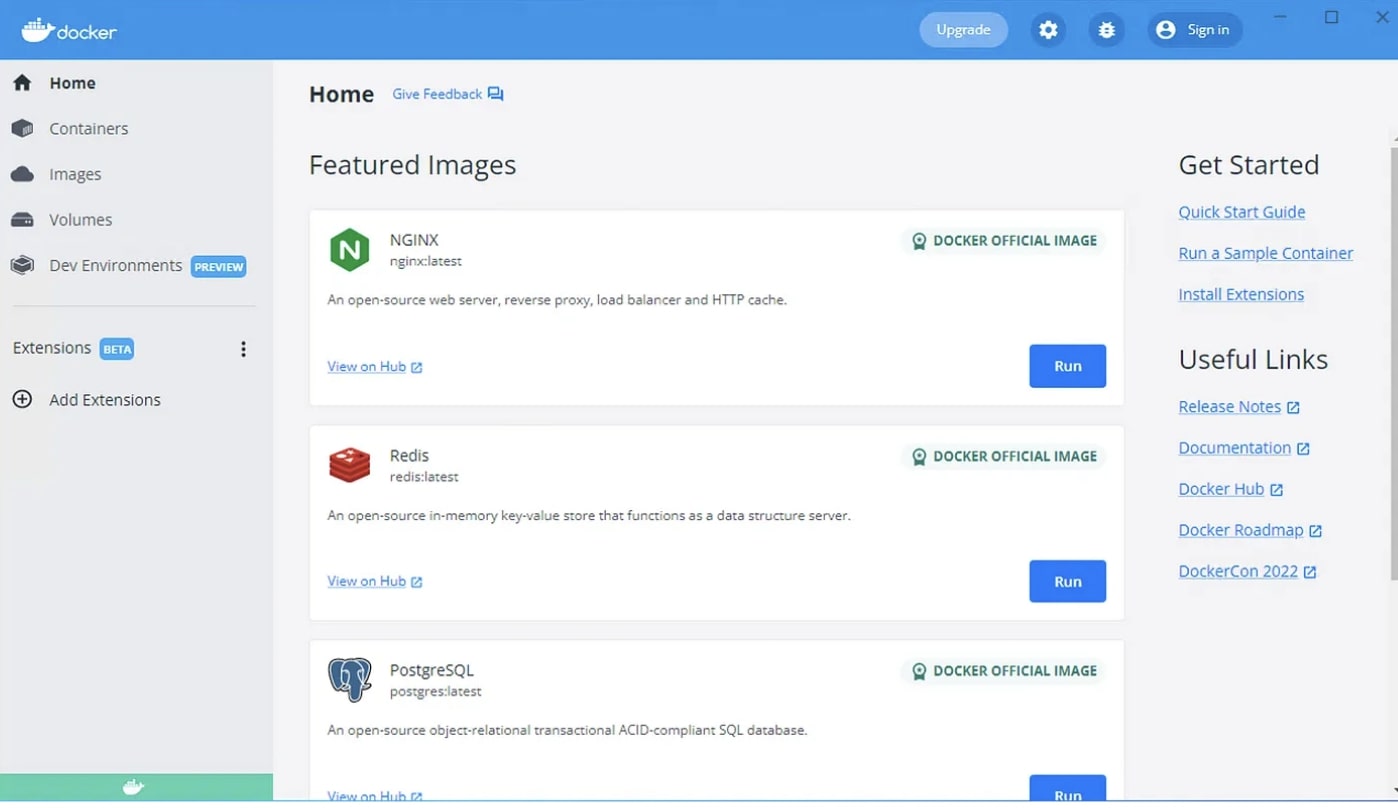 docker
Upgrade
Sign in
Home
Containers
Images
Volumes
Dev Environments PREVIEW
Extensions BETA
Add Extensions
Home Give Feedback
Featured Images
NGINX
nginx:latest
DOCKER OFFICIAL IMAGE
An open-source web server, reverse proxy, load balancer and HTTP cache.
View on Hub
Run
Redis
redis:latest
DOCKER OFFICIAL IMAGE
An open-source in-memory key-value store that functions as a data structure server.
View on Hub
Run
PostgreSQL
postgres:latest
DOCKER OFFICIAL IMAGE
An open-source object-relational transactional ACID-compliant SQL database.
View on Hub
Run
Get Started
Quick Start Guide
Run a Sample Container
Install Extensions
Useful Links
Release Notes
Documentation
Docker Hub
Docker Roadmap
DockerCon 2022